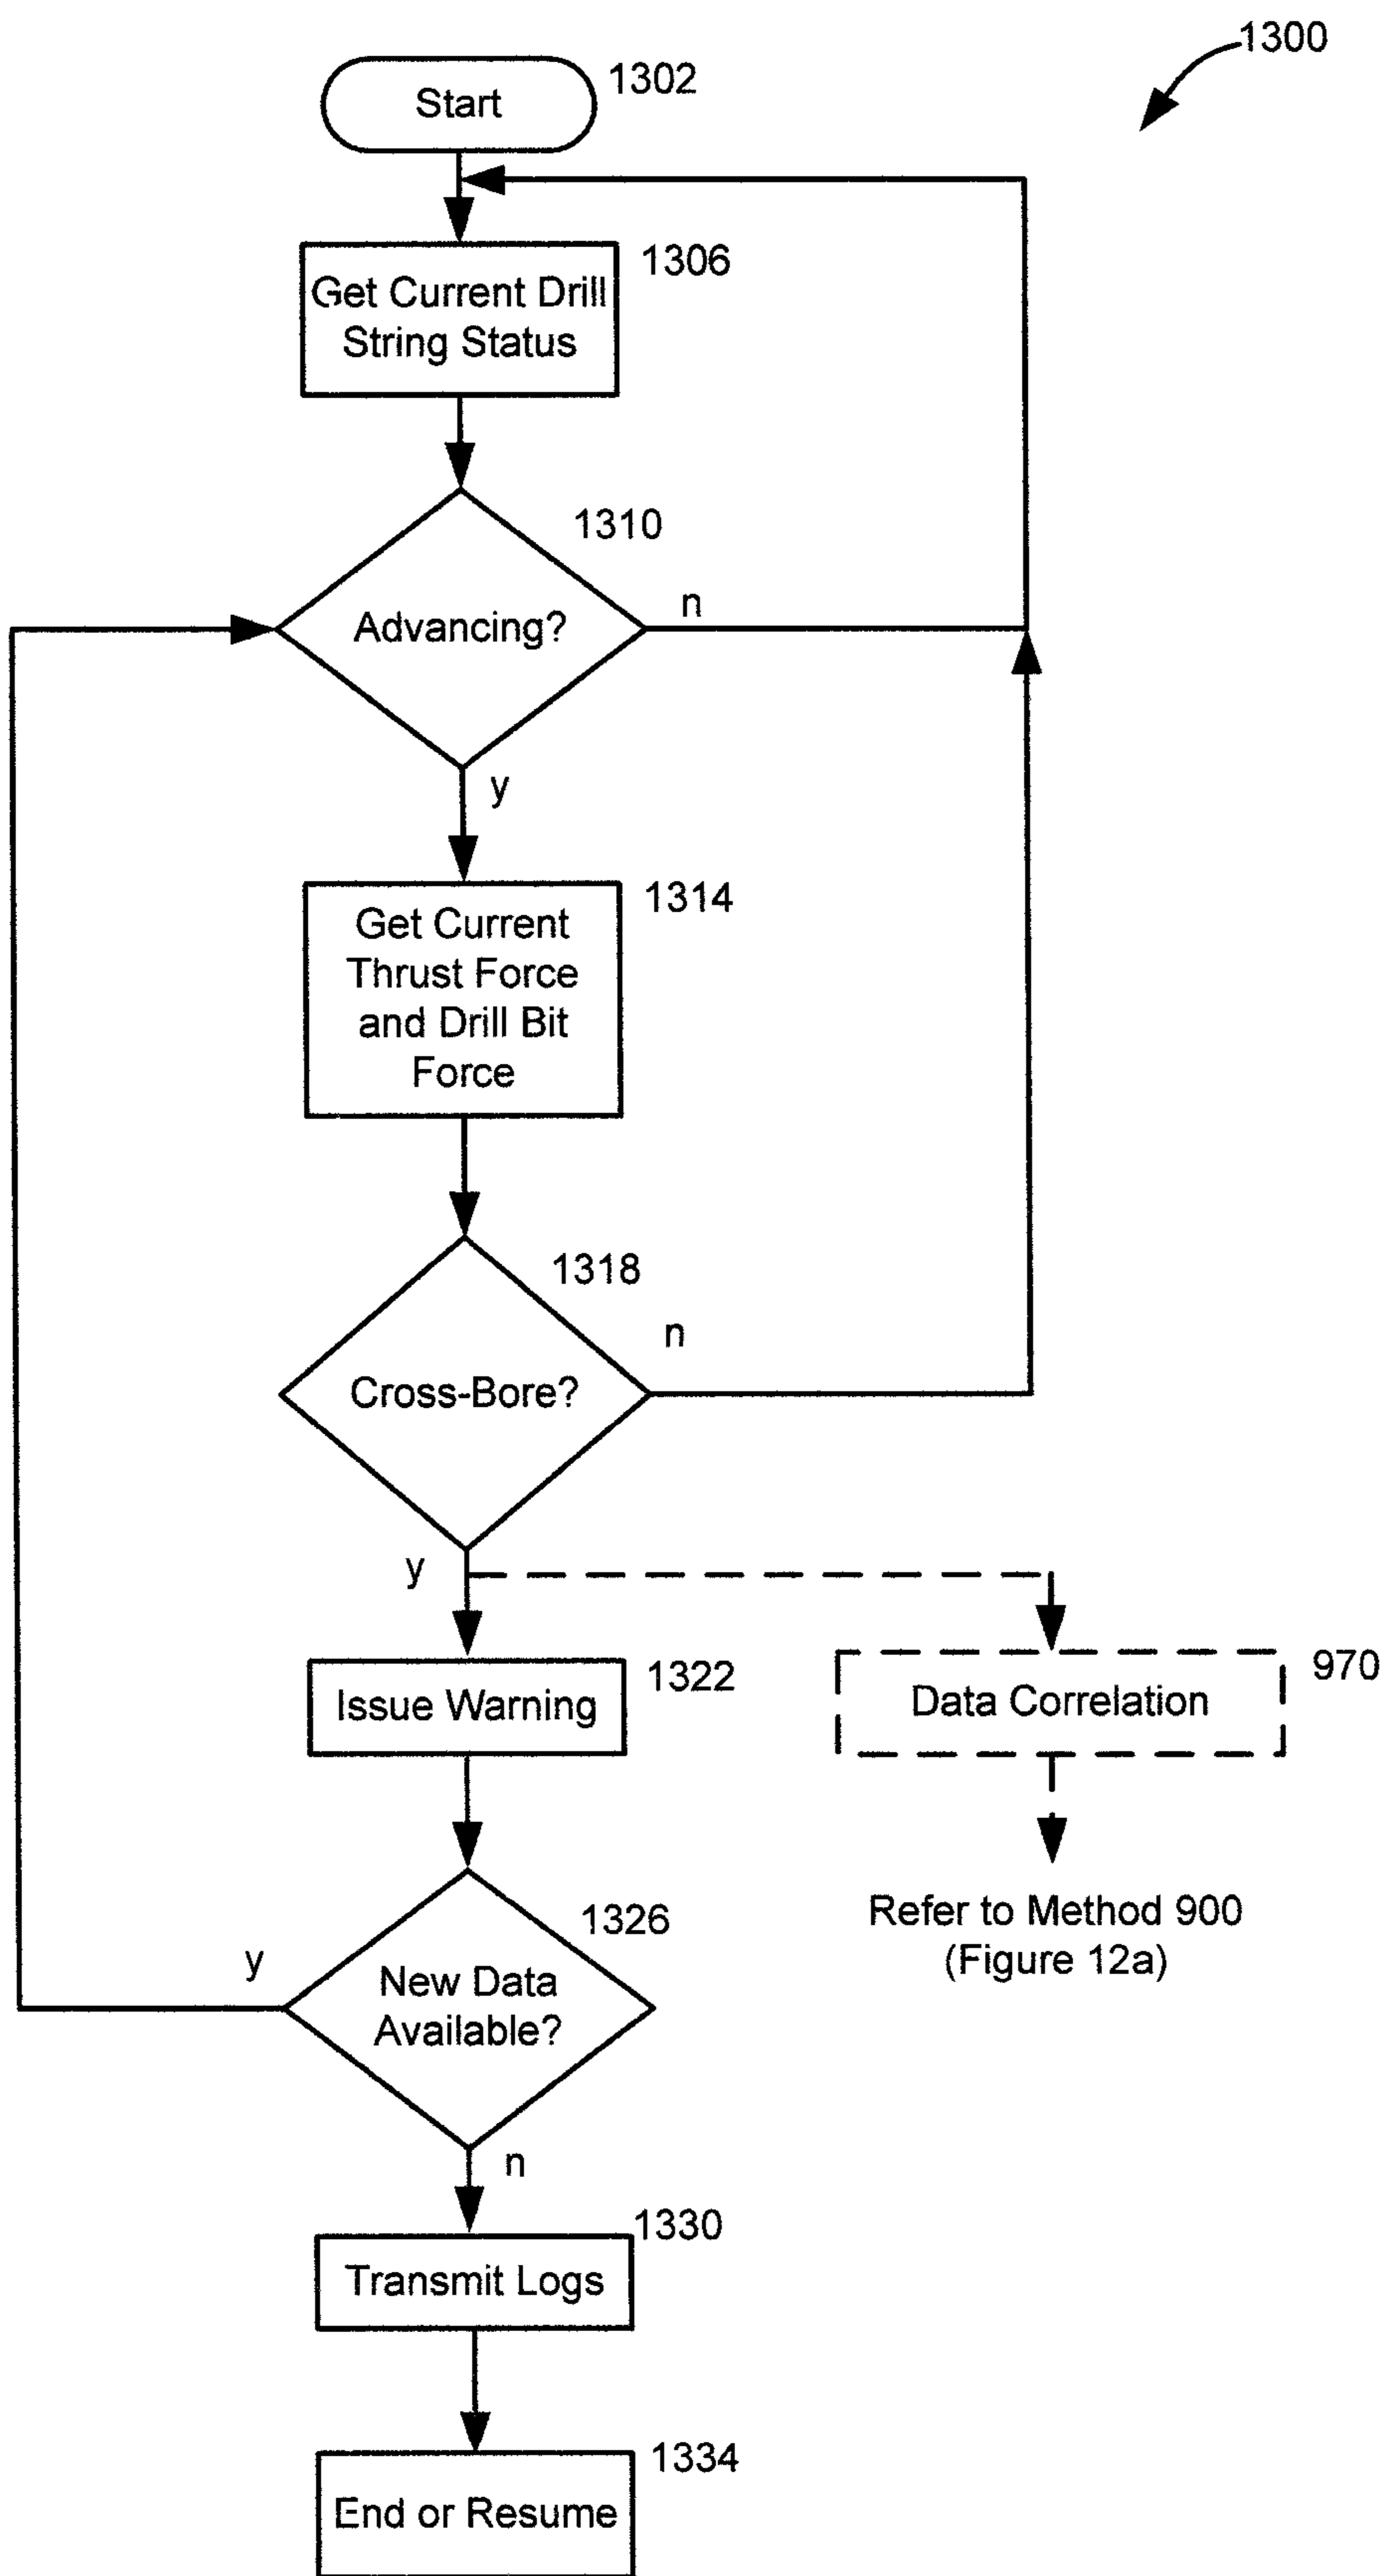 1300
Start
1302
Get Current Drill
String Status
1306
1310
Advancing?
n
y
Get Current
Thrust Force
and Drill Bit
Force
1314
1318
Cross-Bore?
n
y
Issue Warning
1322
Data Correlation
970
Refer to Method 900
(Figure 12a)
1326
New Data
Available?
y
n
Transmit Logs
1330
End or Resume
1334